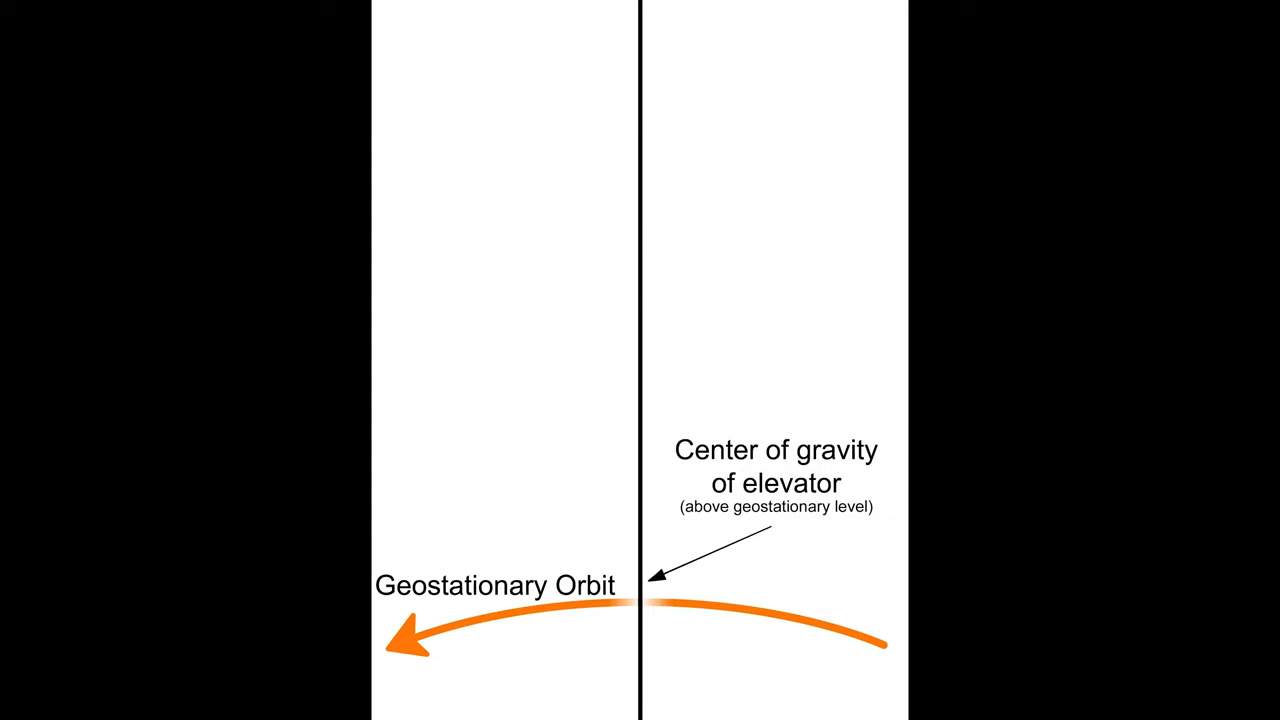 Center of gravity
of elevator
(above geostationary level)
Geostationary Orbit